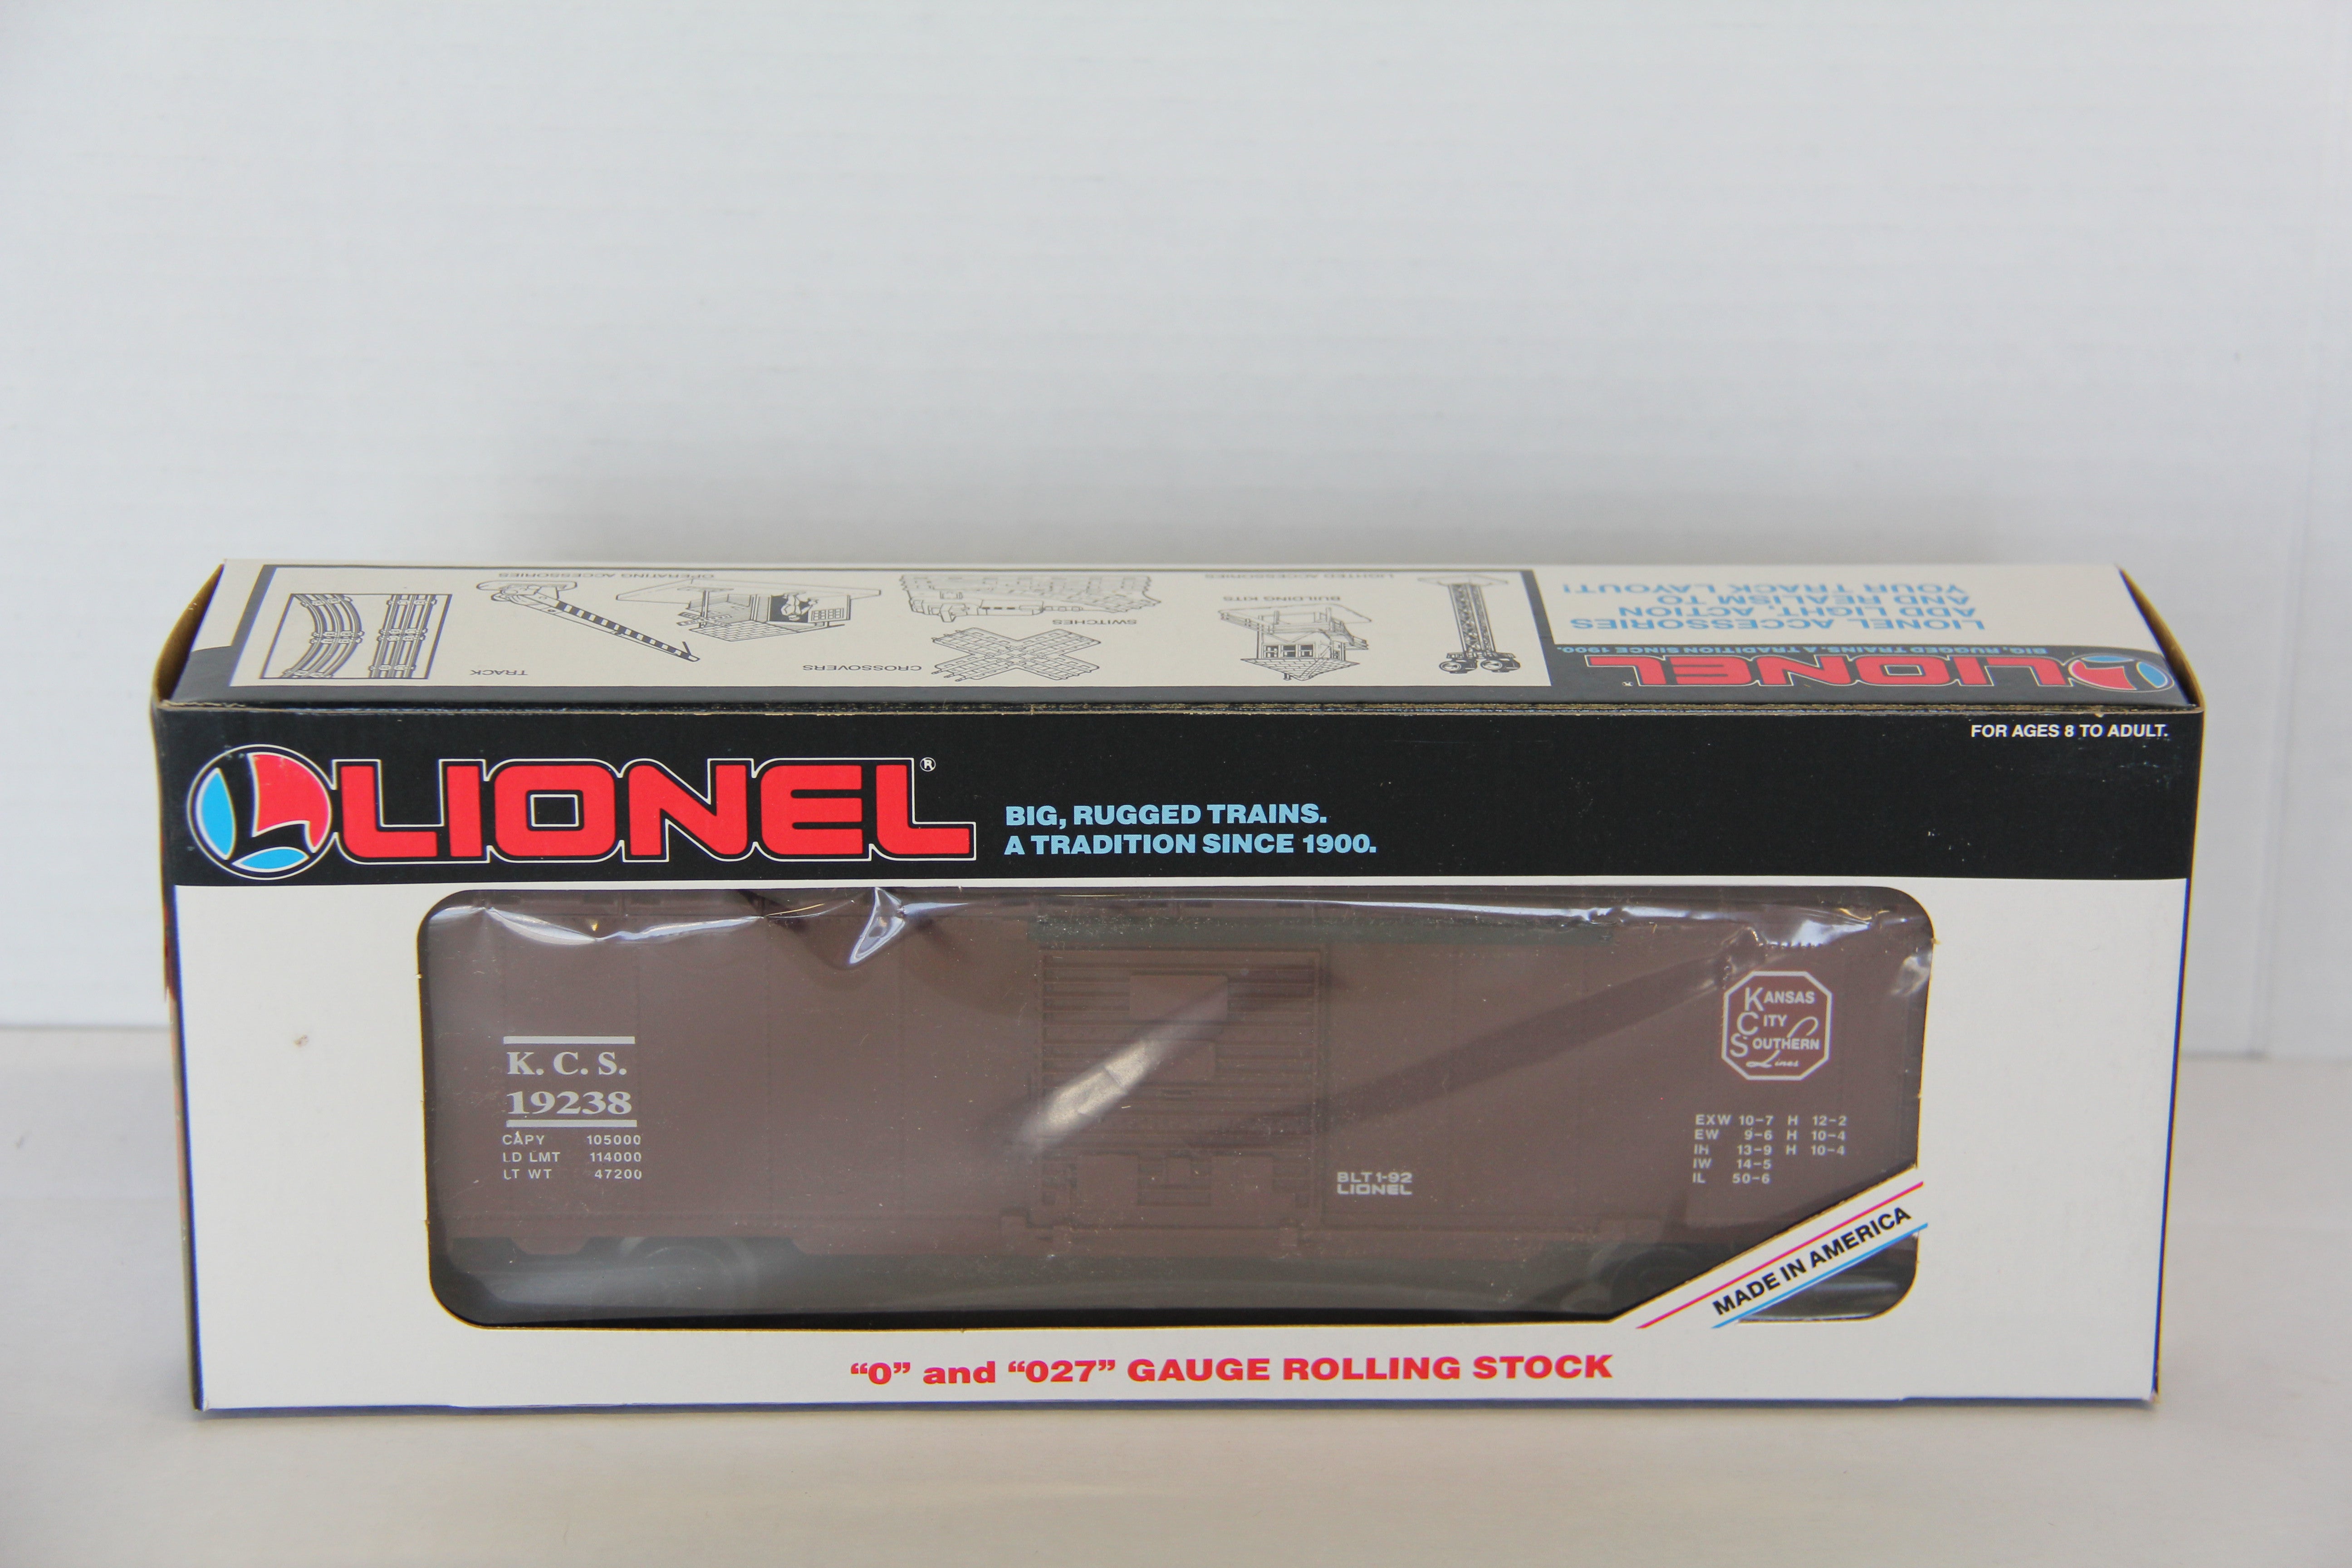 OPERATING ACCESSORIES
TRACK
SWITCHES
CROSSOVERS
LIGHTED ACCESSORIES
BUILDING KITS
LIONEL ACCESSORIES
ADD LIGHT, ACTION
AND REALISM TO
YOUR TRACK LAYOUT!
LIONEL
BIG, RUGGED TRAINS. A TRADITION SINCE 1900.
FOR AGES 8 TO ADULT.
LIONEL®
BIG, RUGGED TRAINS.
A TRADITION SINCE 1900.
K. C. S.
19238
CAPY 105000
LD LMT 114000
LT WT 47200
BLT 1-92
LIONEL
KANSAS
CITY
SOUTHERN
Lines
EXW 10-7 H 12-2
EW 9-6 H 10-4
IH 13-9 H 10-4
IW 14-5
IL 50-6
MADE IN AMERICA
“0” and “027” GAUGE ROLLING STOCK